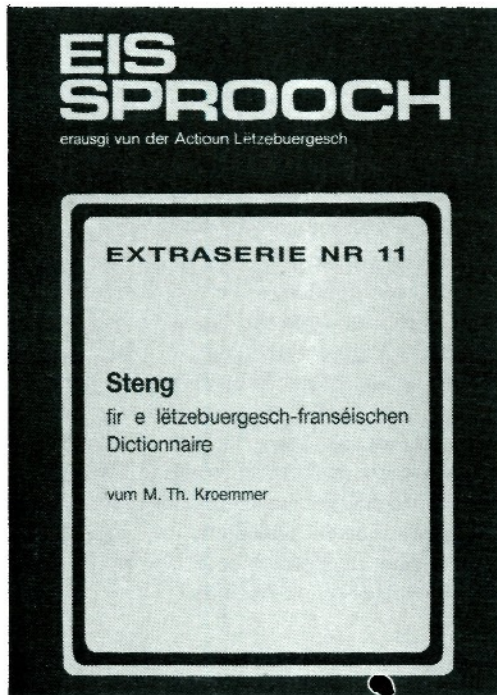 EIS
SPROOCH
erausgi vun der Actioun Lëtzebuergesch
EXTRASERIE NR 11
Steng
fir e lëtzebuergesch-franséischen
Dictionnaire
vum M. Th. Kroemmer